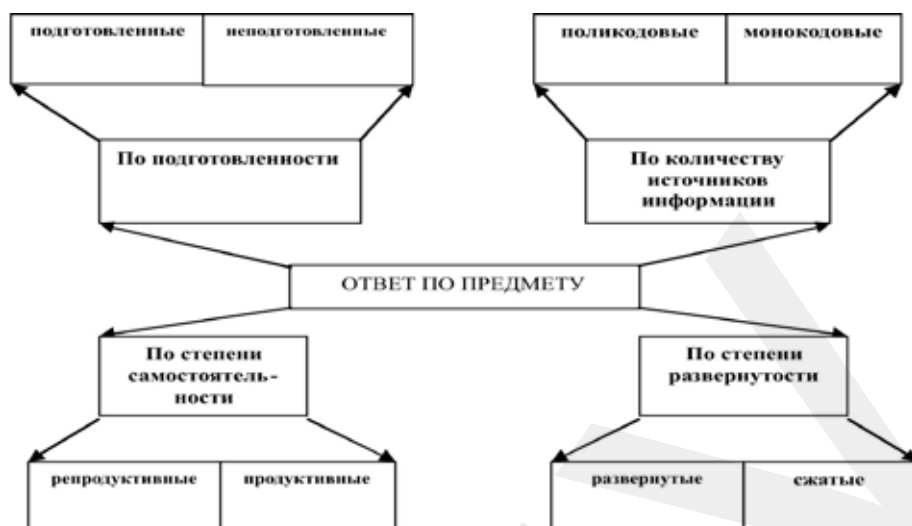 подготовленные неподготовленные
поликодовые монокодовые
По подготовленности
По количеству
источников
информации
ОТВЕТ ПО ПРЕДМЕТУ
По степени
самостоятель-
ности
По степени
развернутости
репродуктивные продуктивные
развернутые сжатые